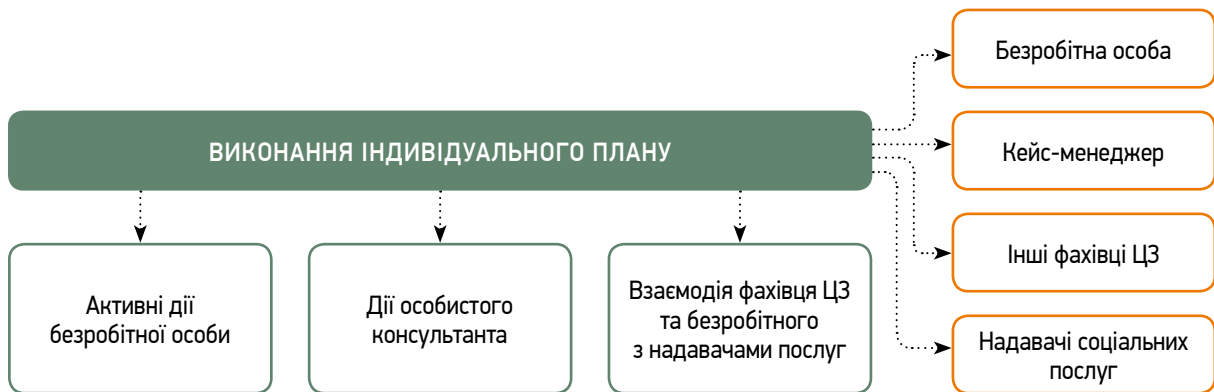 Безробітна особа
ВИКОНАННЯ ІНДИВІДУАЛЬНОГО ПЛАНУ
Кейс-менеджер
Інші фахівці ЦЗ
Надавачі соціальних
послуг
Активні дії
безробітної особи
Дії особистого
консультанта
Взаємодія фахівця ЦЗ
та безробітного
з надавачами послуг